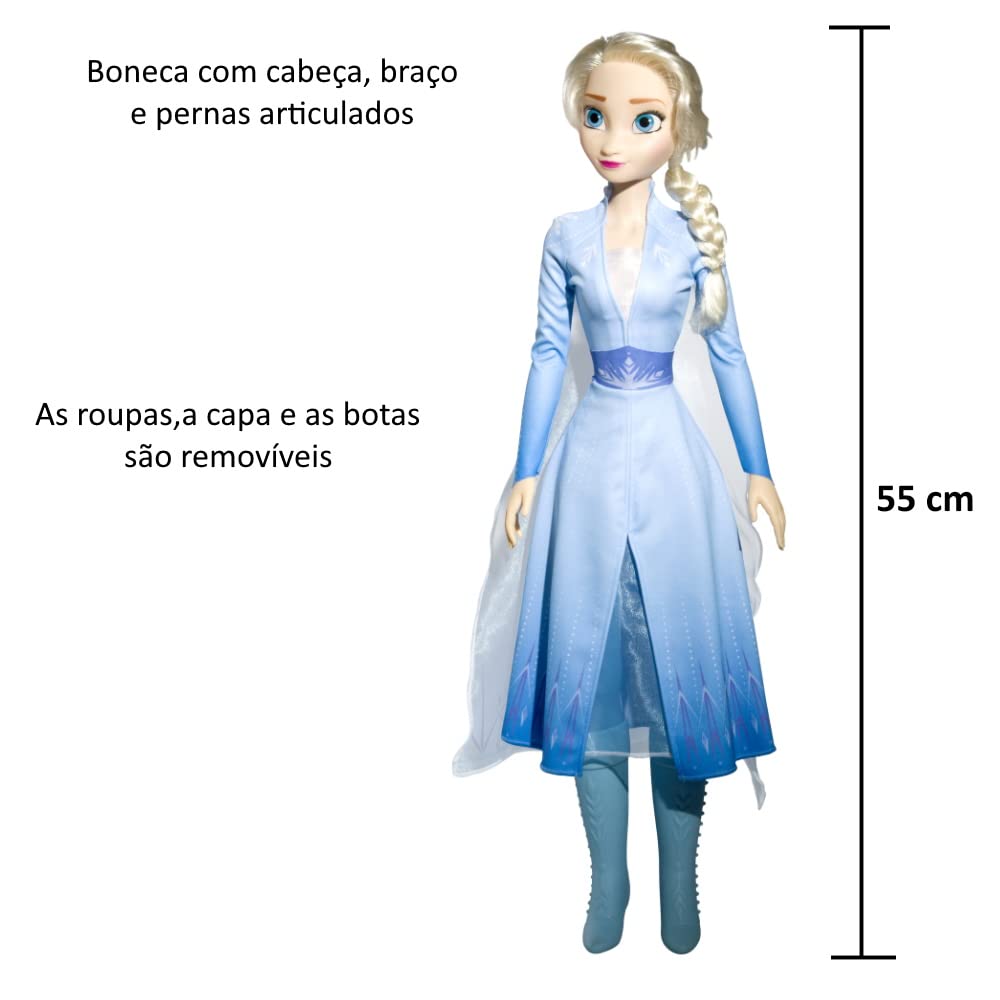 Boneca com cabeça, braço
e pernas articulados
As roupas,a capa e as botas
são removíveis
55 cm